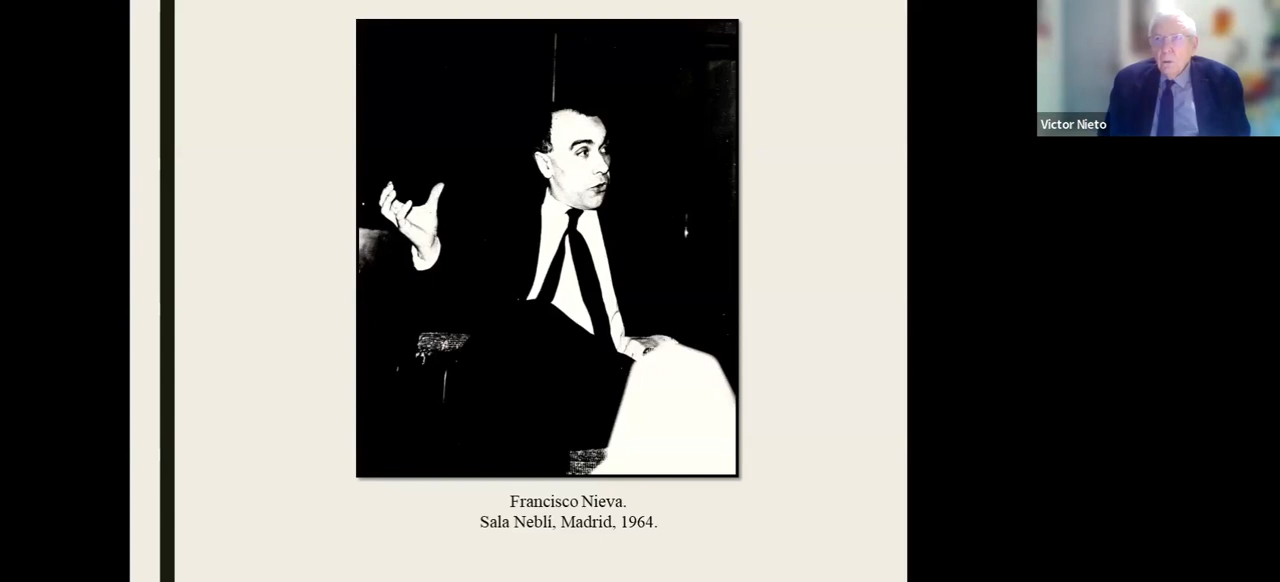 Victor Nieto
Francisco Nieva.
Sala Neblí, Madrid, 1964.